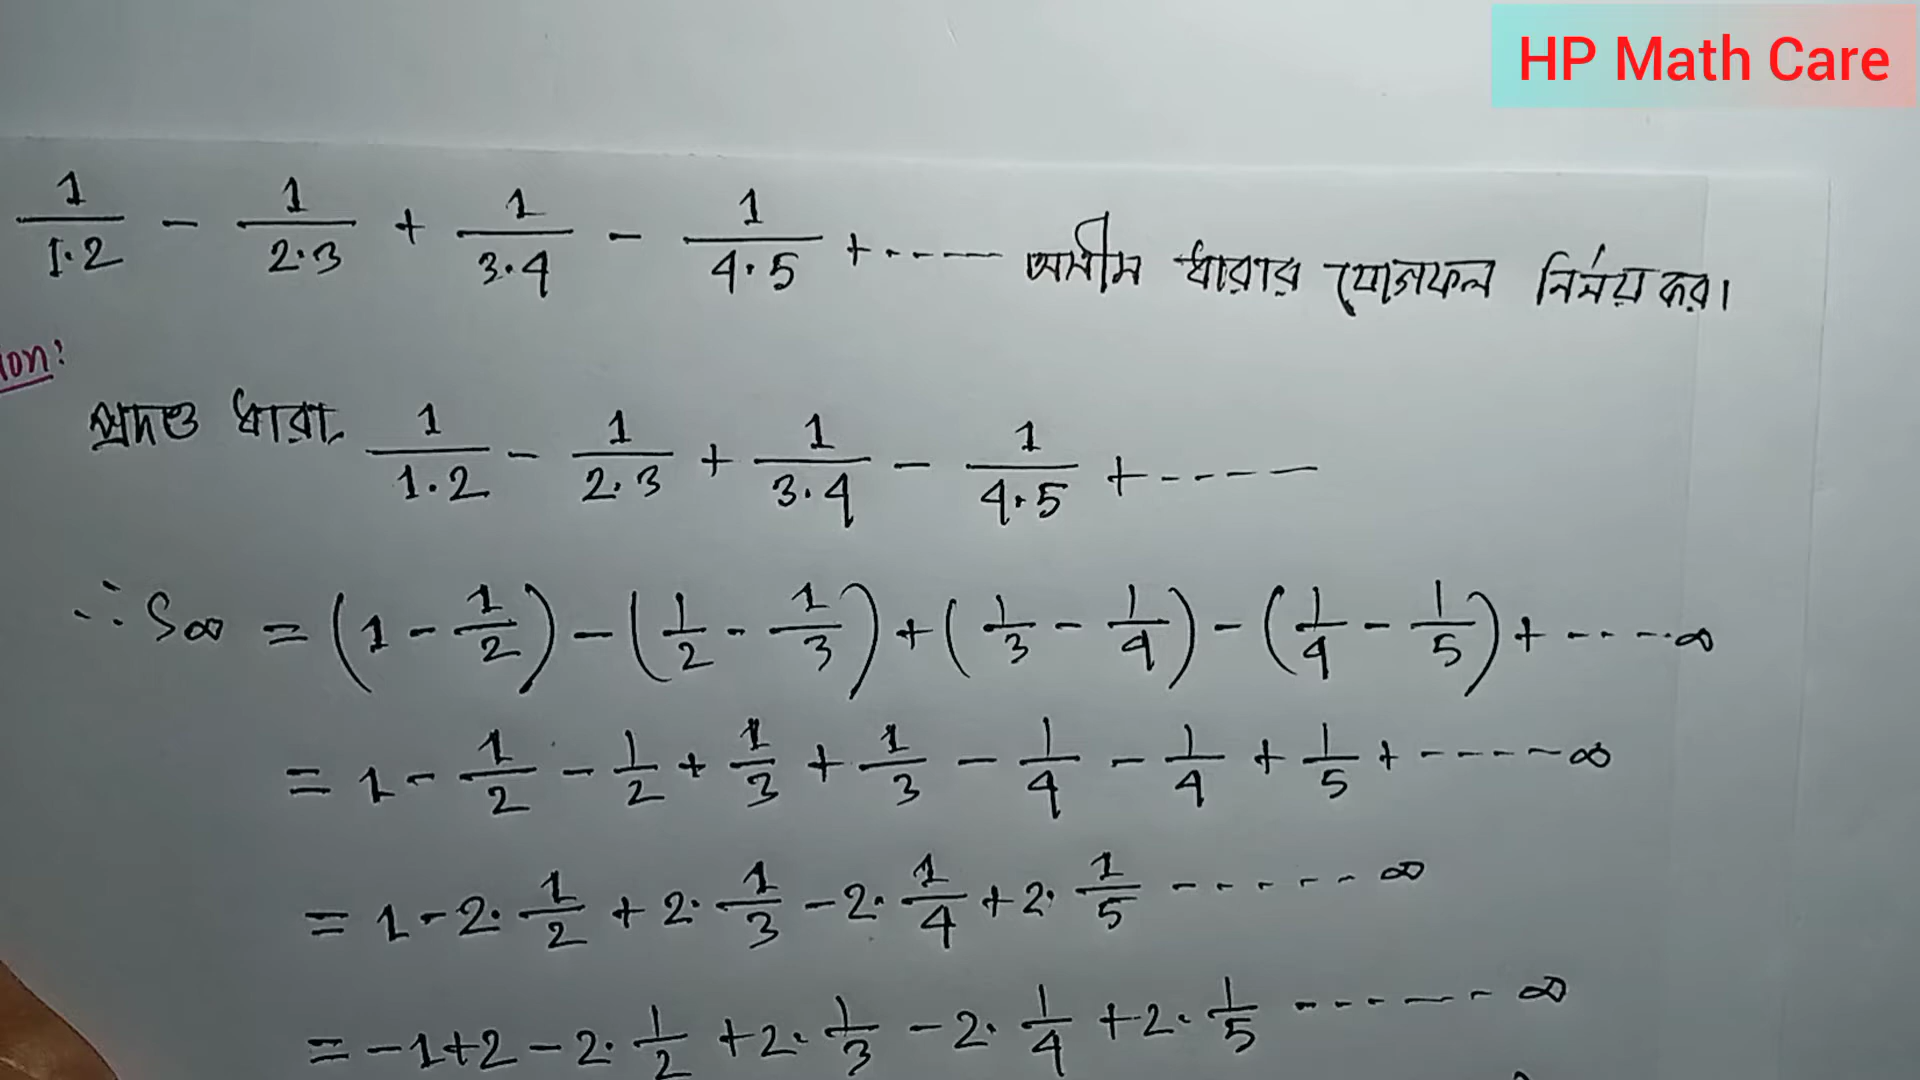 HP Math Care
1/1·2 - 1/2·3 + 1/3·4 - 1/4·5 + ····— অসীম ধারার যোগফল নির্ণয় কর।
ion:
প্রদত্ত ধারা, 1/1·2 - 1/2·3 + 1/3·4 - 1/4·5 + -----
∴ S∞ = (1 - 1/2) - (1/2 - 1/3) + (1/3 - 1/4) - (1/4 - 1/5) + ----- ∞
= 1 - 1/2 - 1/2 + 1/3 + 1/3 - 1/4 - 1/4 + 1/5 + ----- ∞
= 1 - 2· 1/2 + 2· 1/3 - 2· 1/4 + 2· 1/5 ------ ∞
= -1+2 - 2· 1/2 + 2· 1/3 - 2· 1/4 + 2· 1/5 ------ ∞